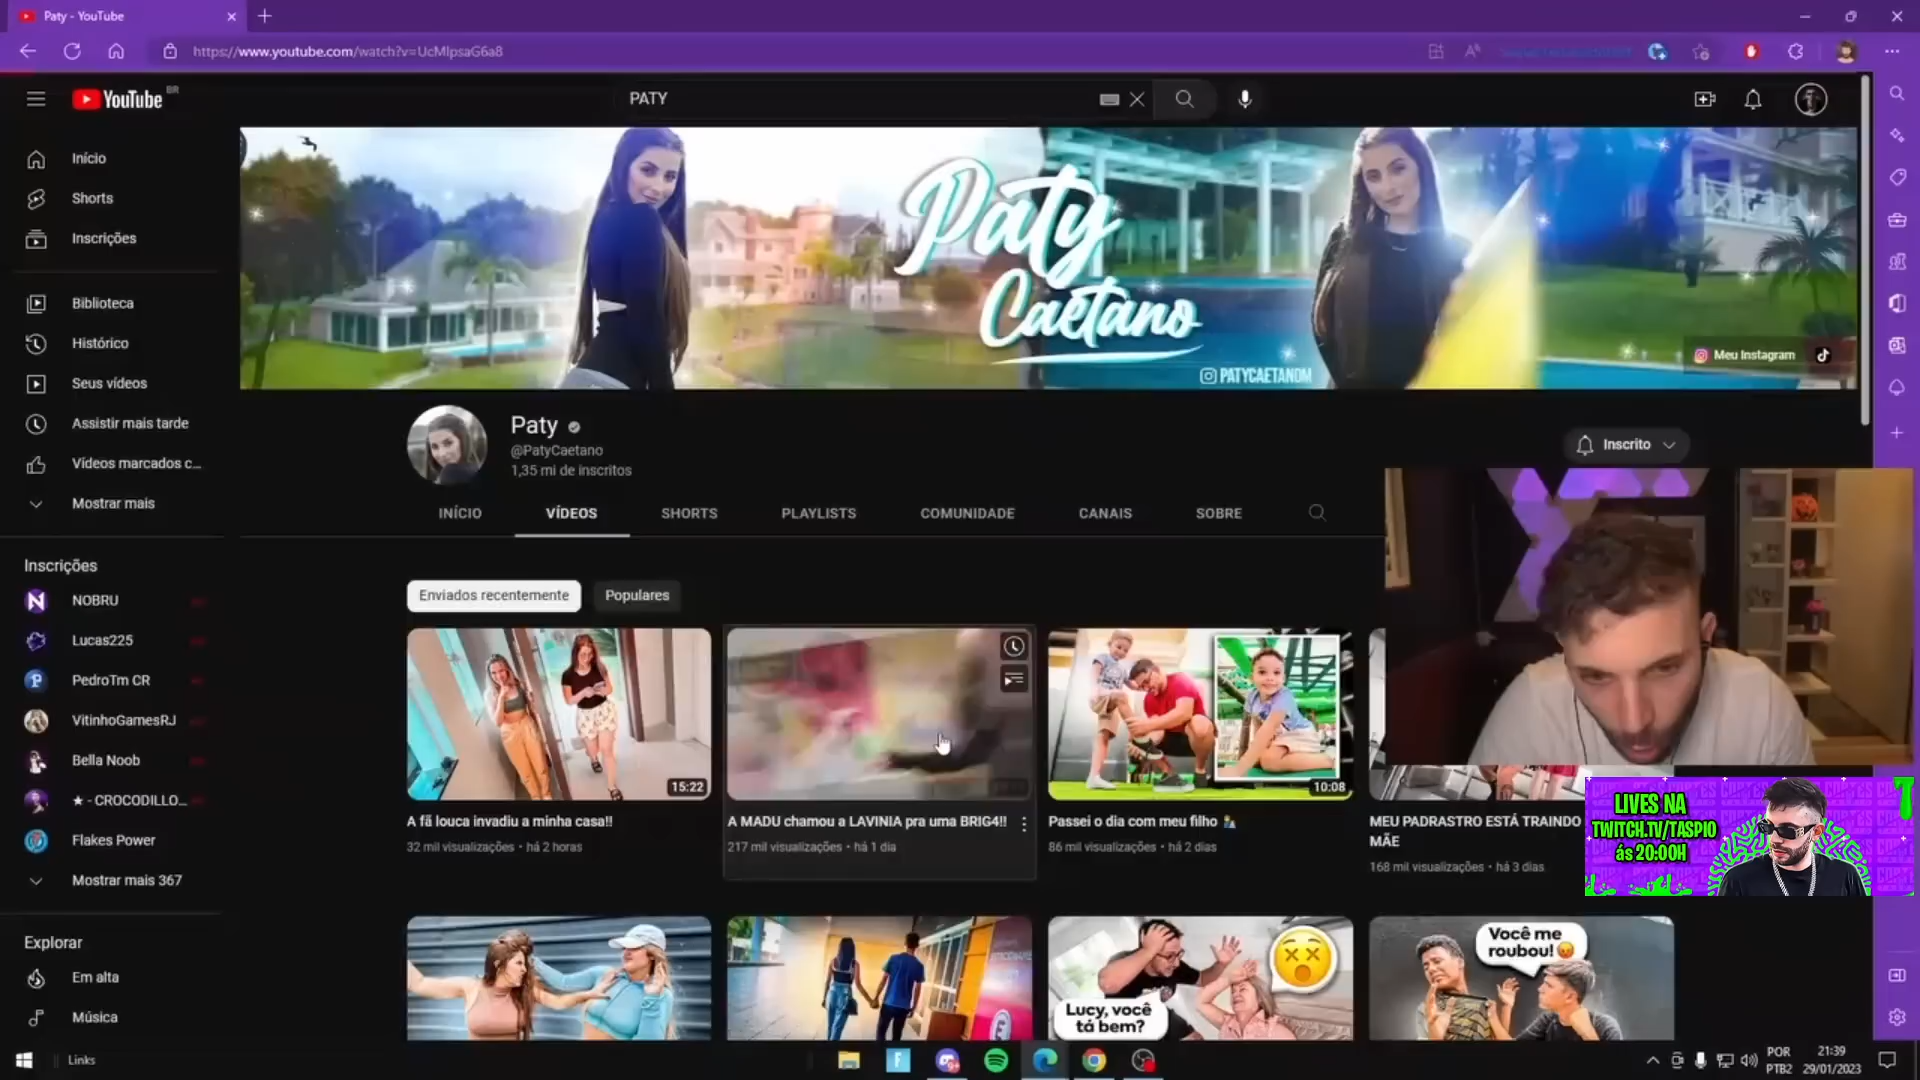 Paty - YouTube
https://www.youtube.com/watch?v=UcMlpsaG6a8
YouTube BR
PATY
Início
Shorts
Inscrições
Biblioteca
Histórico
Seus vídeos
Assistir mais tarde
Vídeos marcados c...
Mostrar mais
Inscrições
NOBRU
Lucas225
PedroTm CR
VitinhoGamesRJ
Bella Noob
★ - CROCODILLO...
Flakes Power
Mostrar mais 367
Explorar
Em alta
Música
Paty
Caetano
PATYCAETANOM
Meu Instagram
Paty
@PatyCaetano
1,35 mi de inscritos
Inscrito
INÍCIO
VÍDEOS
SHORTS
PLAYLISTS
COMUNIDADE
CANAIS
SOBRE
Enviados recentemente
Populares
15:22
A fã louca invadiu a minha casa!!
32 mil visualizações • há 2 horas
A MADU chamou a LAVINIA pra uma BRIG4!!
217 mil visualizações • há 1 dia
10:08
Passei o dia com meu filho
86 mil visualizações • há 2 dias
MEU PADRASTRO ESTÁ TRAINDO
MÃE
168 mil visualizações • há 3 dias
LIVES NA
TWITCH.TV/TASPIO
ás 20:00H
Lucy, você
tá bem?
Você me
roubou!
Links
POR
PTB2
21:39
29/01/2023